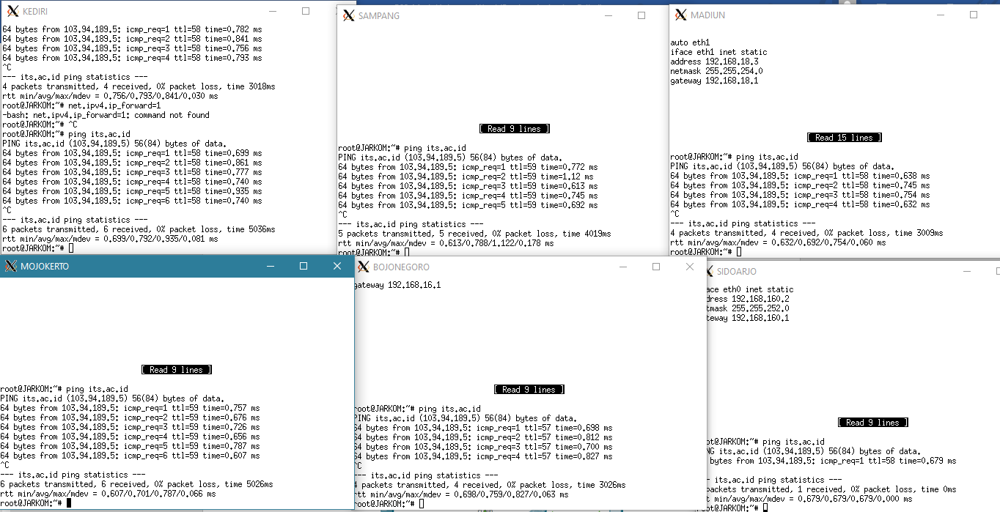 KEDIRI
64 bytes from 103.94.189.5: icmp_req=1 ttl=58 time=0.782 ms
64 bytes from 103.94.189.5: icmp_req=2 ttl=58 time=0.841 ms
64 bytes from 103.94.189.5: icmp_req=3 ttl=58 time=0.756 ms
64 bytes from 103.94.189.5: icmp_req=4 ttl=58 time=0.793 ms
^C
--- its.ac.id ping statistics ---
4 packets transmitted, 4 received, 0% packet loss, time 3018ms
rtt min/avg/max/mdev = 0.756/0.793/0.841/0.030 ms
root@JARKOM:~# net.ipv4.ip_forward=1
-bash: net.ipv4.ip_forward=1: command not found
root@JARKOM:~# ^C
root@JARKOM:~# ping its.ac.id
PING its.ac.id (103.94.189.5) 56(84) bytes of data.
64 bytes from 103.94.189.5: icmp_req=1 ttl=58 time=0.699 ms
64 bytes from 103.94.189.5: icmp_req=2 ttl=58 time=0.861 ms
64 bytes from 103.94.189.5: icmp_req=3 ttl=58 time=0.777 ms
64 bytes from 103.94.189.5: icmp_req=4 ttl=58 time=0.740 ms
64 bytes from 103.94.189.5: icmp_req=5 ttl=58 time=0.935 ms
64 bytes from 103.94.189.5: icmp_req=6 ttl=58 time=0.740 ms
^C
--- its.ac.id ping statistics ---
6 packets transmitted, 6 received, 0% packet loss, time 5036ms
rtt min/avg/max/mdev = 0.699/0.792/0.935/0.081 ms
root@JARKOM:~#
SAMPANG
[ Read 9 lines ]
root@JARKOM:~# ping its.ac.id
PING its.ac.id (103.94.189.5) 56(84) bytes of data.
64 bytes from 103.94.189.5: icmp_req=1 ttl=59 time=0.772 ms
64 bytes from 103.94.189.5: icmp_req=2 ttl=59 time=1.12 ms
64 bytes from 103.94.189.5: icmp_req=3 ttl=59 time=0.613 ms
64 bytes from 103.94.189.5: icmp_req=4 ttl=59 time=0.745 ms
64 bytes from 103.94.189.5: icmp_req=5 ttl=59 time=0.692 ms
^C
--- its.ac.id ping statistics ---
5 packets transmitted, 5 received, 0% packet loss, time 4019ms
rtt min/avg/max/mdev = 0.613/0.788/1.122/0.178 ms
root@JARKOM:~#
MADIUN
auto eth1
iface eth1 inet static
address 192.168.18.3
netmask 255.255.254.0
gateway 192.168.18.1
[ Read 15 lines ]
root@JARKOM:~# ping its.ac.id
PING its.ac.id (103.94.189.5) 56(84) bytes of data.
64 bytes from 103.94.189.5: icmp_req=1 ttl=58 time=0.638 ms
64 bytes from 103.94.189.5: icmp_req=2 ttl=58 time=0.745 ms
64 bytes from 103.94.189.5: icmp_req=3 ttl=58 time=0.754 ms
64 bytes from 103.94.189.5: icmp_req=4 ttl=58 time=0.632 ms
^C
--- its.ac.id ping statistics ---
4 packets transmitted, 4 received, 0% packet loss, time 3009ms
rtt min/avg/max/mdev = 0.632/0.692/0.754/0.060 ms
root@JARKOM:~#
MOJOKERTO
[ Read 9 lines ]
root@JARKOM:~# ping its.ac.id
PING its.ac.id (103.94.189.5) 56(84) bytes of data.
64 bytes from 103.94.189.5: icmp_req=1 ttl=59 time=0.757 ms
64 bytes from 103.94.189.5: icmp_req=2 ttl=59 time=0.676 ms
64 bytes from 103.94.189.5: icmp_req=3 ttl=59 time=0.726 ms
64 bytes from 103.94.189.5: icmp_req=4 ttl=59 time=0.656 ms
64 bytes from 103.94.189.5: icmp_req=5 ttl=59 time=0.787 ms
64 bytes from 103.94.189.5: icmp_req=6 ttl=59 time=0.607 ms
^C
--- its.ac.id ping statistics ---
6 packets transmitted, 6 received, 0% packet loss, time 5026ms
rtt min/avg/max/mdev = 0.607/0.701/0.787/0.066 ms
root@JARKOM:~#
BOJONEGORO
gateway 192.168.16.1
[ Read 9 lines ]
root@JARKOM:~# ping its.ac.id
PING its.ac.id (103.94.189.5) 56(84) bytes of data.
64 bytes from 103.94.189.5: icmp_req=1 ttl=57 time=0.698 ms
64 bytes from 103.94.189.5: icmp_req=2 ttl=57 time=0.812 ms
64 bytes from 103.94.189.5: icmp_req=3 ttl=57 time=0.700 ms
64 bytes from 103.94.189.5: icmp_req=4 ttl=57 time=0.827 ms
^C
--- its.ac.id ping statistics ---
4 packets transmitted, 4 received, 0% packet loss, time 3026ms
rtt min/avg/max/mdev = 0.698/0.759/0.827/0.063 ms
root@JARKOM:~#
SIDOARJO
ace eth0 inet static
dress 192.168.160.2
tmask 255.255.252.0
teway 192.168.160.1
[ Read 9 lines ]
ot@JARKOM:~# ping its.ac.id
NG its.ac.id (103.94.189.5) 56(84) bytes of data.
bytes from 103.94.189.5: icmp_req=1 ttl=58 time=0.679 ms
- its.ac.id ping statistics ---
packets transmitted, 1 received, 0% packet loss, time 0ms
t min/avg/max/mdev = 0.679/0.679/0.679/0.000 ms
ot@JARKOM:~#